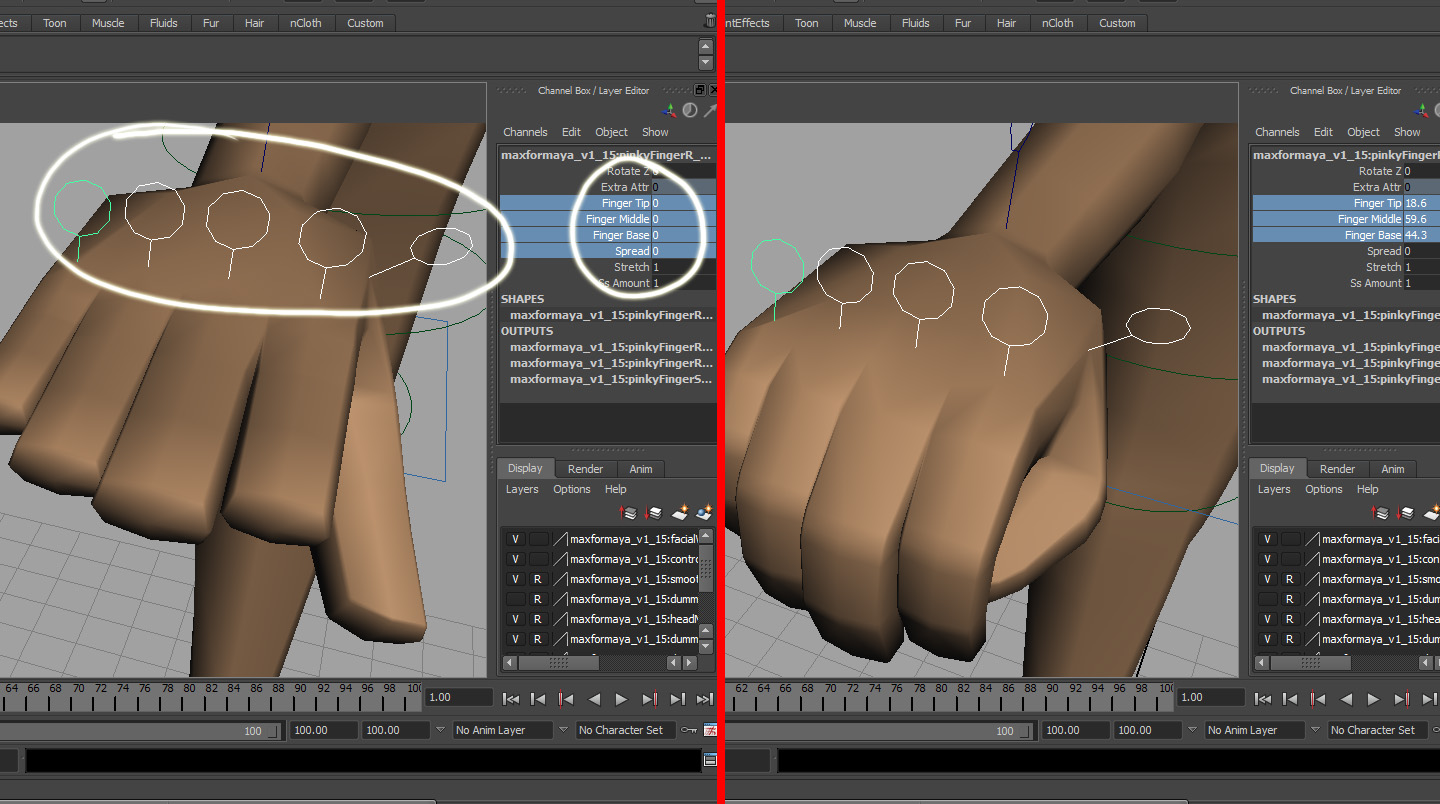 ects Toon Muscle Fluids Fur Hair nCloth Custom
Channel Box / Layer Editor
Channels Edit Object Show
maxformaya_v1_15:pinkyFingerR_...
Rotate Z 0
Extra Attr 0
Finger Tip 0
Finger Middle 0
Finger Base 0
Spread 0
Stretch 1
Ss Amount 1
SHAPES
maxformaya_v1_15:pinkyFingerR...
OUTPUTS
maxformaya_v1_15:pinkyFingerR...
maxformaya_v1_15:pinkyFingerR...
maxformaya_v1_15:pinkyFingerS...
Display Render Anim
Layers Options Help
V maxformaya_v1_15:facial
V maxformaya_v1_15:contro
V R maxformaya_v1_15:smoot
R maxformaya_v1_15:dumm
V R maxformaya_v1_15:head
V R maxformaya_v1_15:dumm
64 66 68 70 72 74 76 78 80 82 84 86 88 90 92 94 96 98 100
1.00
100 100.00 100.00 No Anim Layer No Character Set
ntEffects Toon Muscle Fluids Fur Hair nCloth Custom
Channel Box / Layer Editor
Channels Edit Object Show
maxformaya_v1_15:pinkyFingerR
Rotate Z 0
Extra Attr 0
Finger Tip 18.6
Finger Middle 59.6
Finger Base 44.3
Spread 0
Stretch 1
Ss Amount 1
SHAPES
maxformaya_v1_15:pinkyFingerR
OUTPUTS
maxformaya_v1_15:pinkyFingerR
maxformaya_v1_15:pinkyFingerR
maxformaya_v1_15:pinkyFinger
Display Render Anim
Layers Options Help
V maxformaya_v1_15:faci
V maxformaya_v1_15:con
V R maxformaya_v1_15:smo
R maxformaya_v1_15:dum
V R maxformaya_v1_15:hea
V R maxformaya_v1_15:dum
62 64 66 68 70 72 74 76 78 80 82 84 86 88 90 92 94 96 98 100
1.00
100 100.00 100.00 No Anim Layer No Character Set